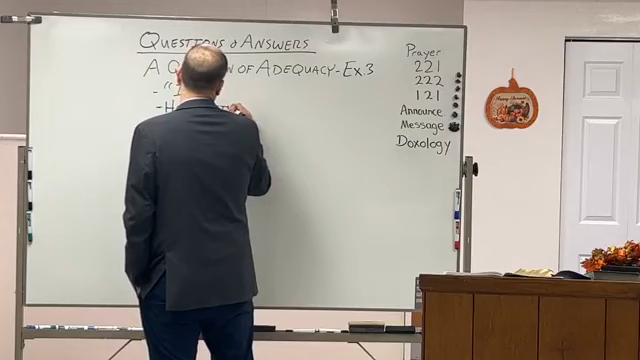 QUESTIONS & ANSWERS
A OF ADEQUACY - Ex. 3
Prayer
221
222
121
Announce
Message
Doxology